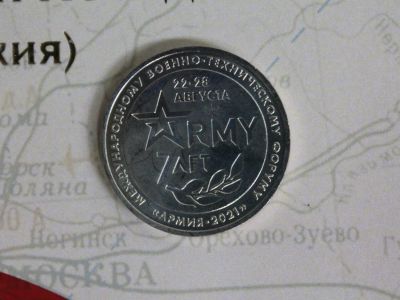 КИЯ)
МЕЖДУНАРОДНОМУ ВОЕННО-ТЕХНИЧЕСКОМУ ФОРУМУ
22-28
АВГУСТА
ARMY
7 ЛЕТ
«АРМИЯ-2021»
Ногинск
Орехово-Зуево
МОСКВА